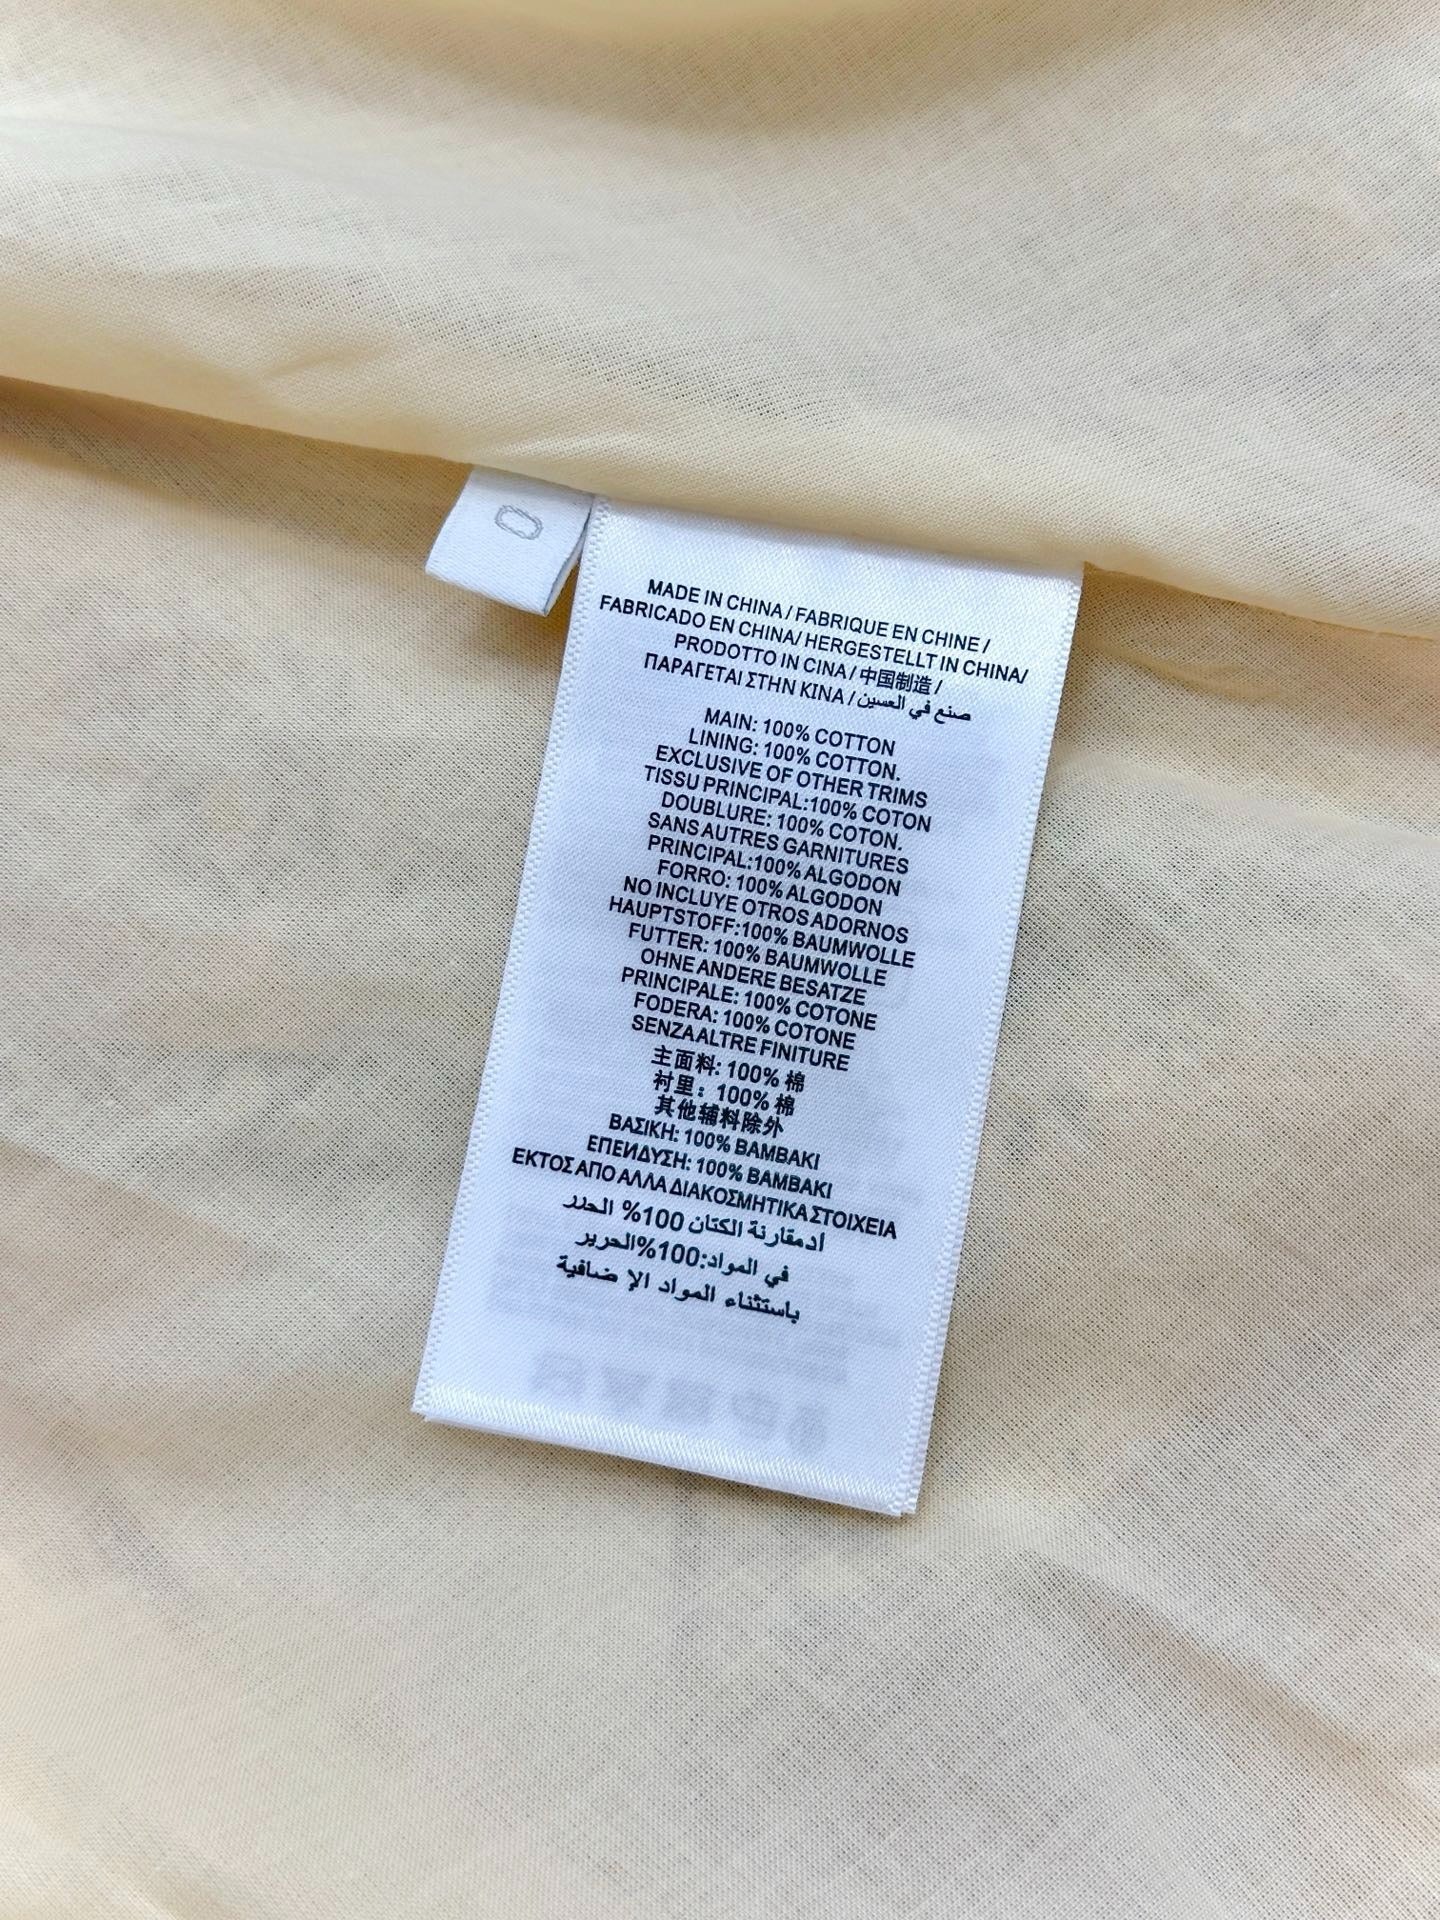 0
MADE IN CHINA / FABRIQUE EN CHINE /
FABRICADO EN CHINA/ HERGESTELLT IN CHINA/
PRODOTTO IN CINA / 中国制造 /
ΠΑΡΑΓΕΤΑΙ ΣΤΗΝ ΚΙΝΑ / صنع في العسين
MAIN: 100% COTTON
LINING: 100% COTTON.
EXCLUSIVE OF OTHER TRIMS
TISSU PRINCIPAL:100% COTON
DOUBLURE: 100% COTON.
SANS AUTRES GARNITURES
PRINCIPAL:100% ALGODON
FORRO: 100% ALGODON
NO INCLUYE OTROS ADORNOS
HAUPTSTOFF:100% BAUMWOLLE
FUTTER: 100% BAUMWOLLE
OHNE ANDERE BESATZE
PRINCIPALE: 100% COTONE
FODERA: 100% COTONE
SENZA ALTRE FINITURE
主面料: 100% 棉
衬里: 100% 棉
其他辅料除外
ΒΑΣΙΚΗ: 100% ΒΑΜΒΑΚΙ
ΕΠΕИΔΥΣΗ: 100% ΒΑΜΒΑΚΙ
ΕΚΤΟΣ ΑΠΟ ΑΛΛΑ ΔΙΑΚΟΣΜΗΤΙΚΑ ΣΤΟΙΧΕΙΑ
أدمقارنة الكتان 100% الحرر
في المواد:100%الحرير
باستثناء المواد الإ ضافية